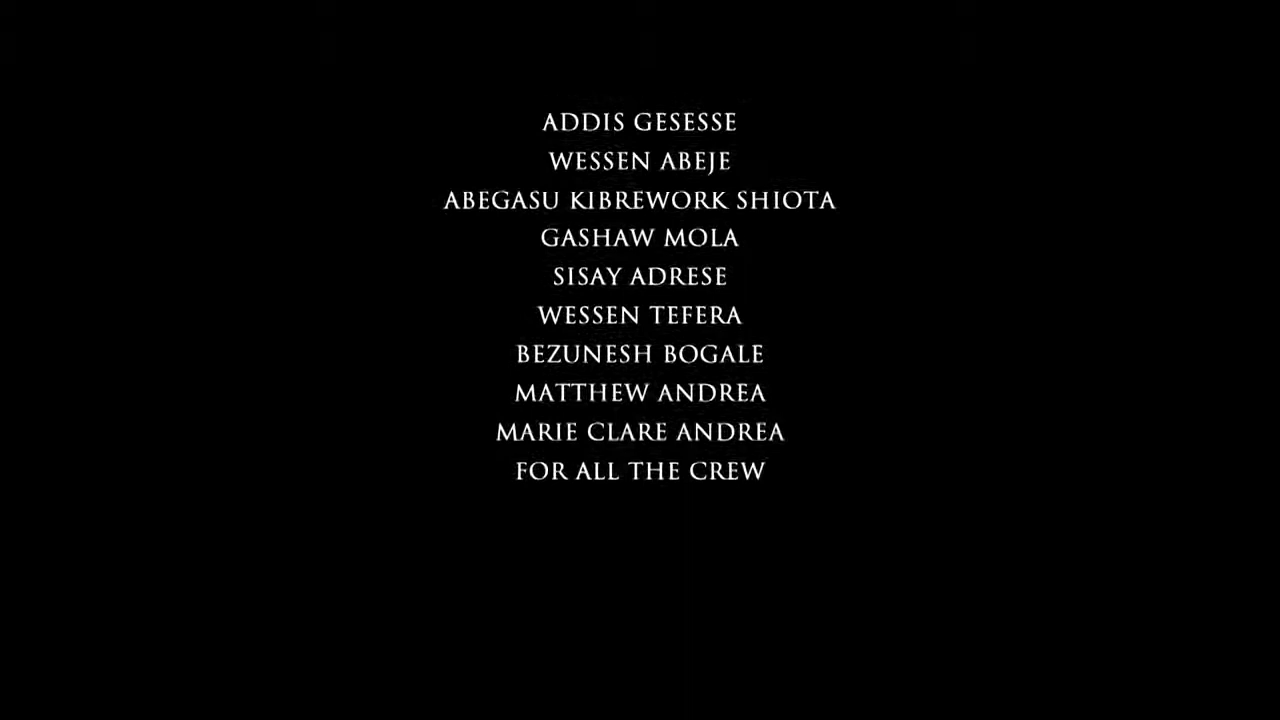 ADDIS GESESSE
WESSEN ABEJE
ABEGASU KIBREWORK SHIOTA
GASHAW MOLA
SISAY ADRESE
WESSEN TEFERA
BEZUNESH BOGALE
MATTHEW ANDREA
MARIE CLARE ANDREA
FOR ALL THE CREW